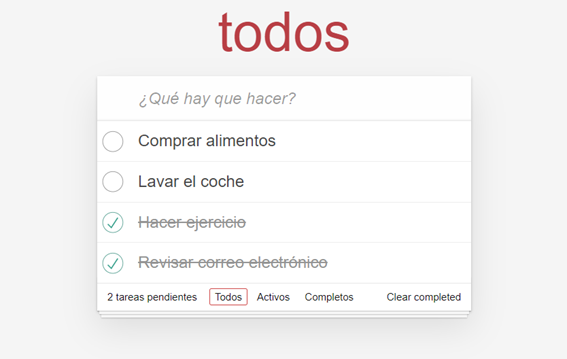 todos
¿Qué hay que hacer?
Comprar alimentos
Lavar el coche
Hacer ejercicio
Revisar correo electrónico
2 tareas pendientes Todos Activos Completos Clear completed